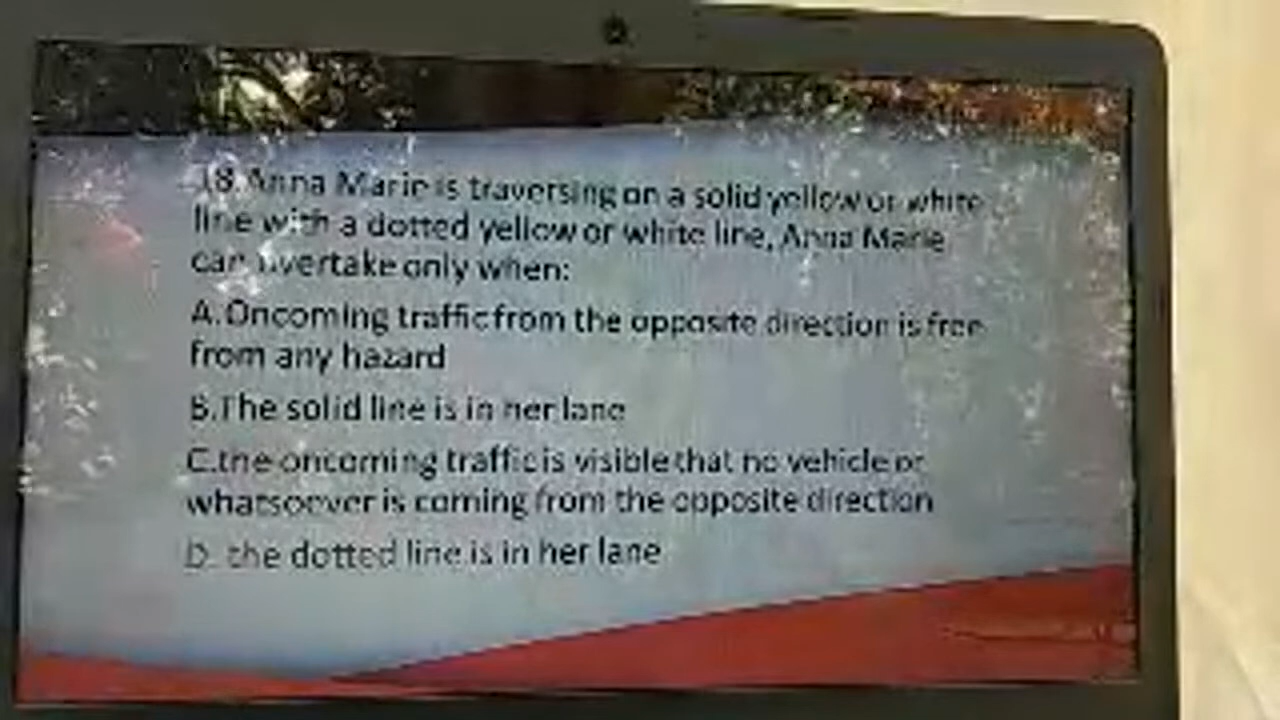 18. Anna Marie is traversing on a solid yellow or white
line with a dotted yellow or white line, Anna Marie
can overtake only when:
A.Oncoming traffic from the opposite direction is free
from any hazard
B.The solid line is in her lane
C.the oncoming traffic is visible that no vehicle or
whatsoever is coming from the opposite direction
D. the dotted line is in her lane